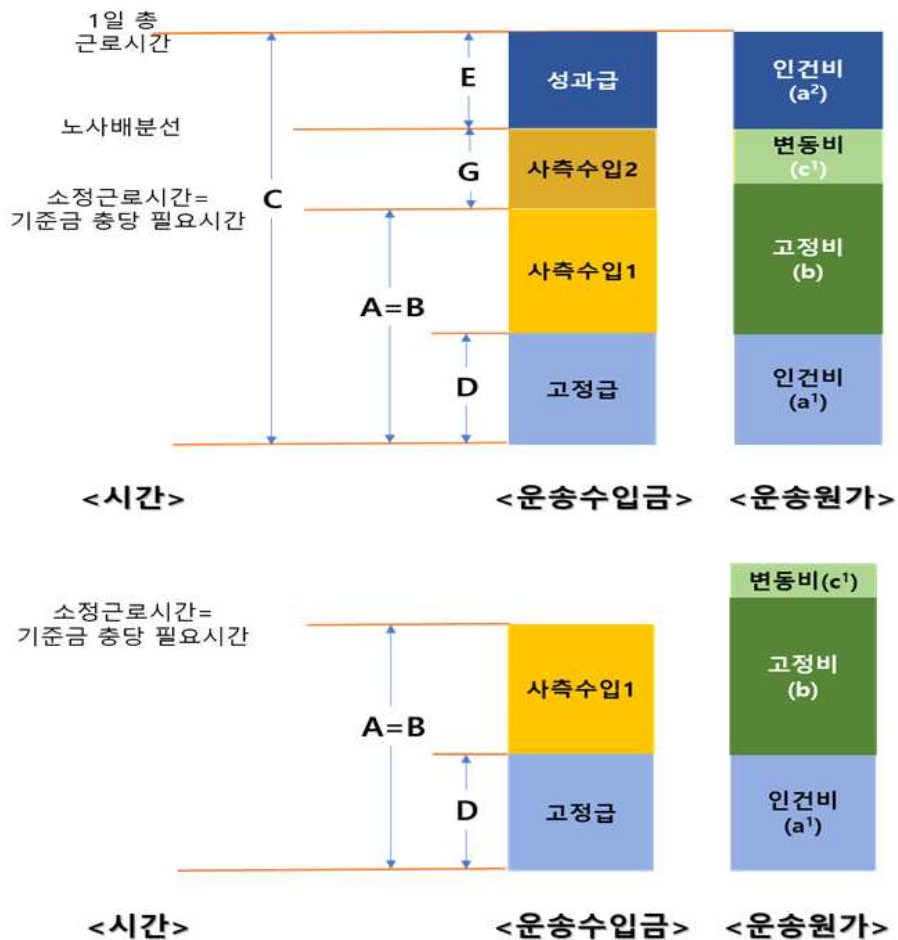 1일 총
근로시간
E
성과급
인건비
(a²)
노사배분선
G
사측수입2
변동비
(c¹)
소정근로시간=
기준금 충당 필요시간
C
A=B
사측수입1
고정비
(b)
D
고정급
인건비
(a¹)
<시간>
<운송수입금>
<운송원가>
변동비(c¹)
소정근로시간=
기준금 충당 필요시간
사측수입1
고정비
(b)
A=B
D
고정급
인건비
(a¹)
<시간>
<운송수입금>
<운송원가>